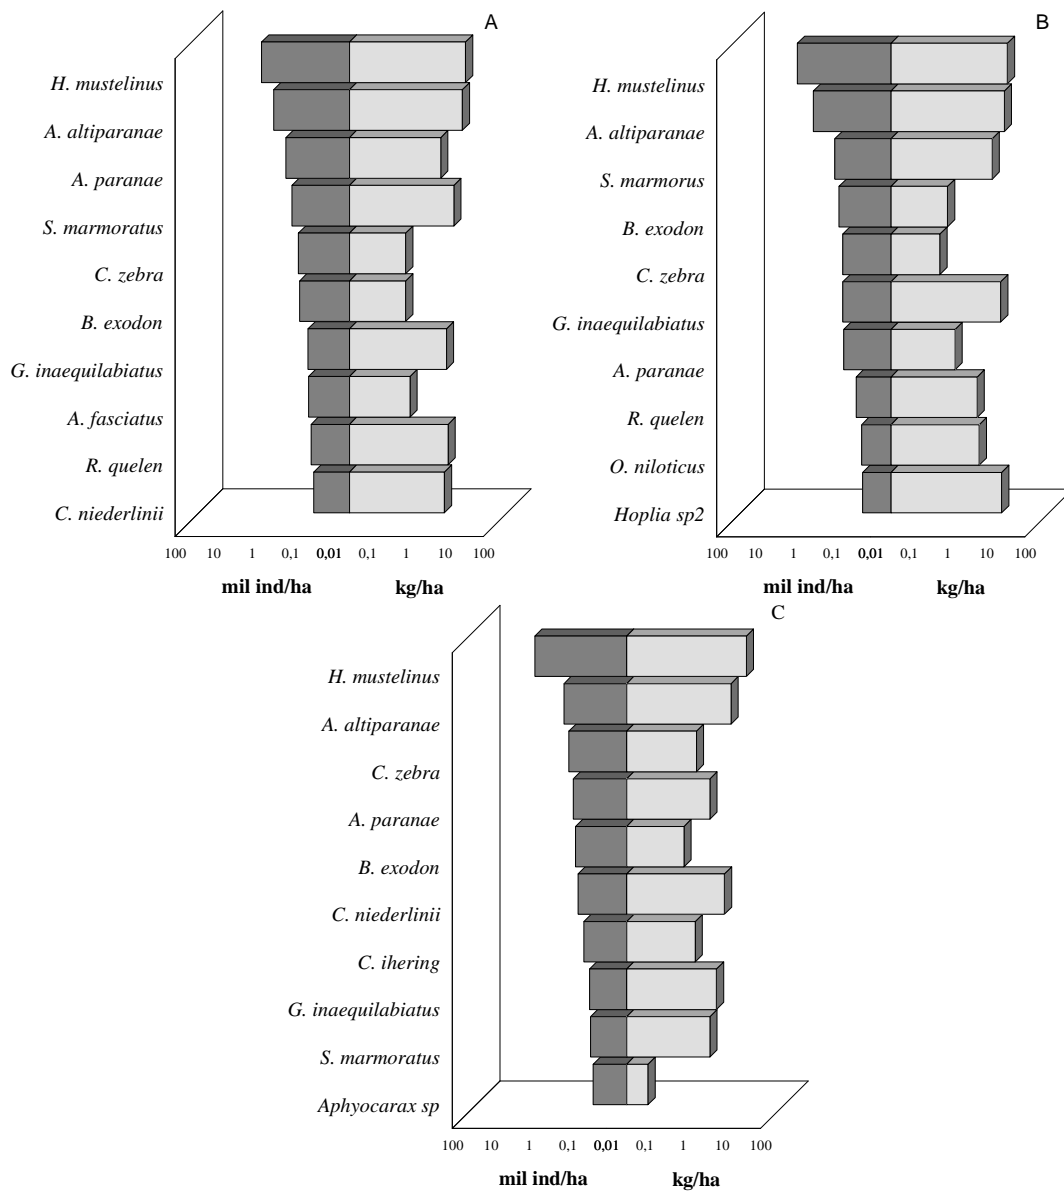 A
H. mustelinus
A. altiparanae
A. paranae
S. marmoratus
C. zebra
B. exodon
G. inaequilabiatus
A. fasciatus
R. quelen
C. niederlinii
100 10 1 0,1 0,01 0,1 1 10 100
mil ind/ha kg/ha
B
H. mustelinus
A. altiparanae
S. marmorus
B. exodon
C. zebra
G. inaequilabiatus
A. paranae
R. quelen
O. niloticus
Hoplia sp2
100 10 1 0,1 0,01 0,1 1 10 100
mil ind/ha kg/ha
C
H. mustelinus
A. altiparanae
C. zebra
A. paranae
B. exodon
C. niederlinii
C. ihering
G. inaequilabiatus
S. marmoratus
Aphyocarax sp
100 10 1 0,1 0,01 0,1 1 10 100
mil ind/ha kg/ha